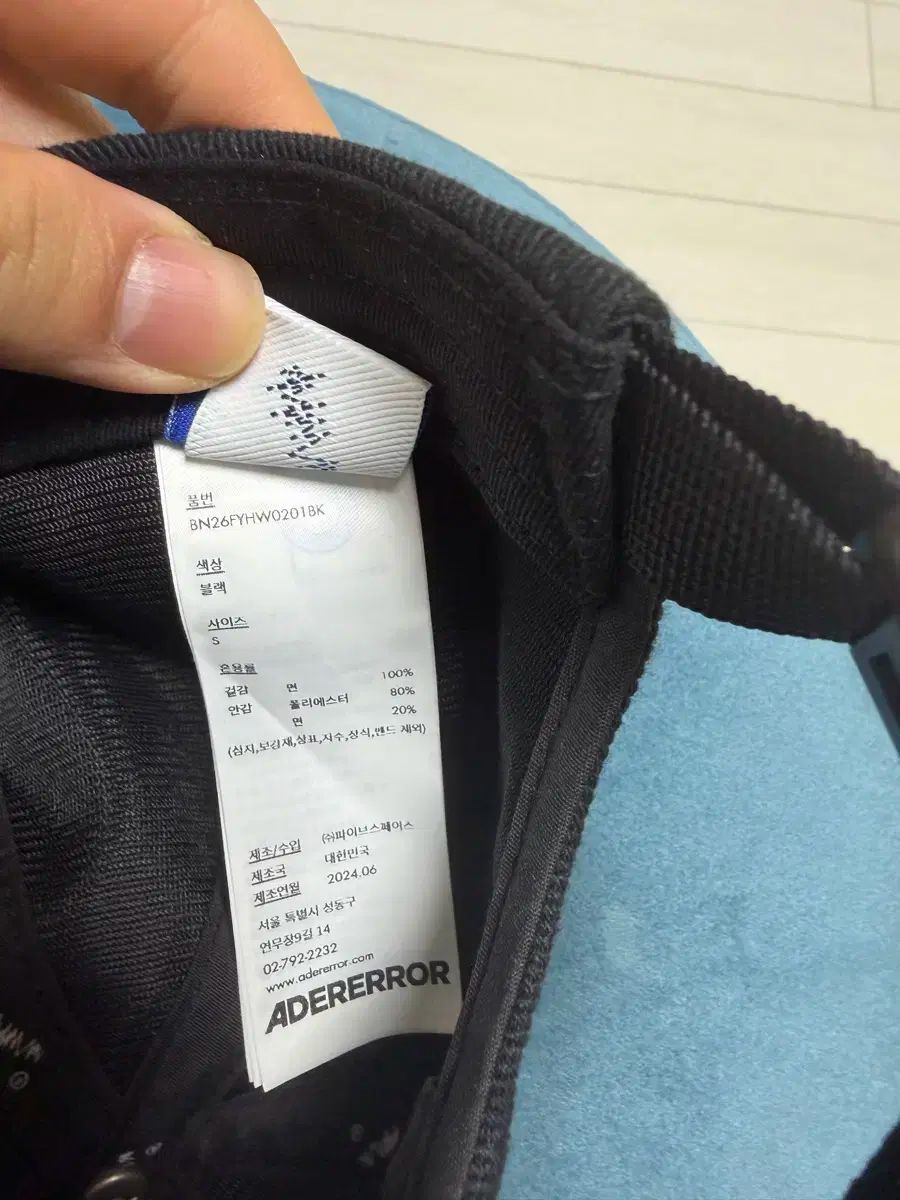 품번
BN26FYHW0201BK
색상
블랙
사이즈
S
혼용률
겉감 면 100%
안감 폴리에스터 80%
면 20%
(심지,보강재,상표,자수,장식,밴드 제외)
제조/수입 (주)파이브스페이스
제조국 대한민국
제조연월 2024.06
서울 특별시 성동구
연무장9길 14
02-792-2232
www.adererror.com
ADERERROR